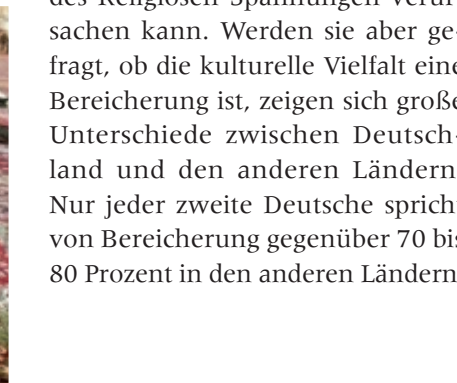 des Religiösen Spannungen verur-
sachen kann. Werden sie aber ge-
fragt, ob die kulturelle Vielfalt eine
Bereicherung ist, zeigen sich große
Unterschiede zwischen Deutsch-
land und den anderen Ländern.
Nur jeder zweite Deutsche spricht
von Bereicherung gegenüber 70 bis
80 Prozent in den anderen Ländern.